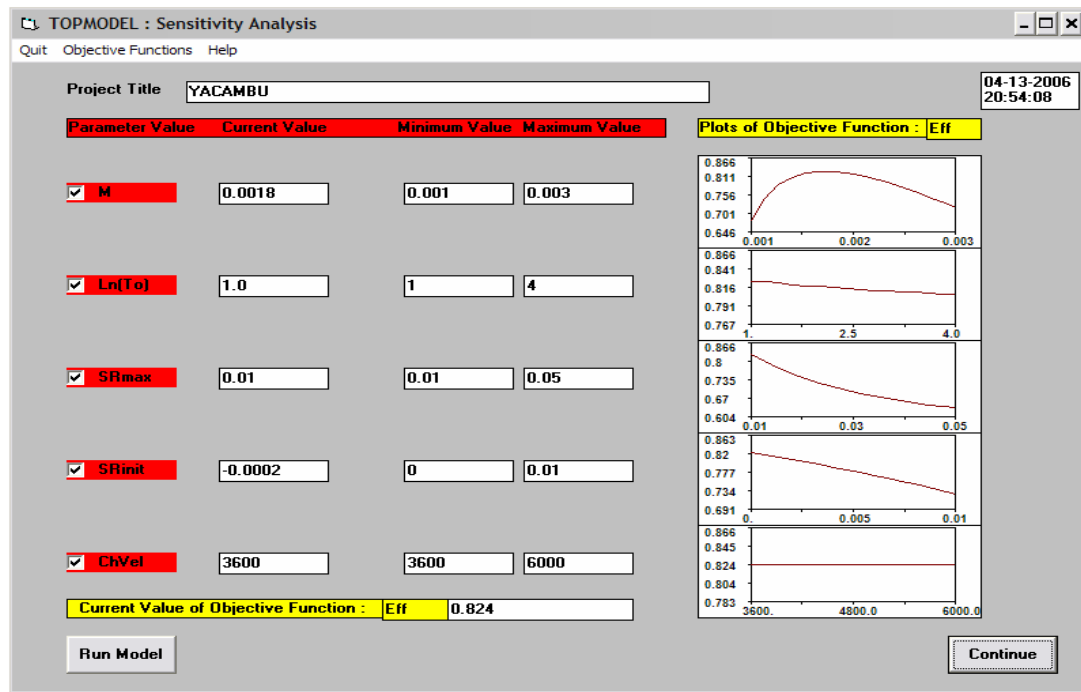 TOPMODEL : Sensitivity Analysis
Quit Objective Functions Help
Project Title YACAMBU
04-13-2006
20:54:08
Parameter Value Current Value Minimum Value Maximum Value
Plots of Objective Function : Eff
M 0.0018 0.001 0.003
0.866
0.811
0.756
0.701
0.646
0.001 0.002 0.003
Ln(To) 1.0 1 4
0.866
0.841
0.816
0.791
0.767
1. 2.5 4.0
SRmax 0.01 0.01 0.05
0.866
0.8
0.735
0.67
0.604
0.01 0.03 0.05
SRinit -0.0002 0 0.01
0.863
0.82
0.777
0.734
0.691
0. 0.005 0.01
ChVel 3600 3600 6000
0.866
0.845
0.824
0.804
0.783
3600. 4800.0 6000.0
Current Value of Objective Function : Eff 0.824
Run Model
Continue